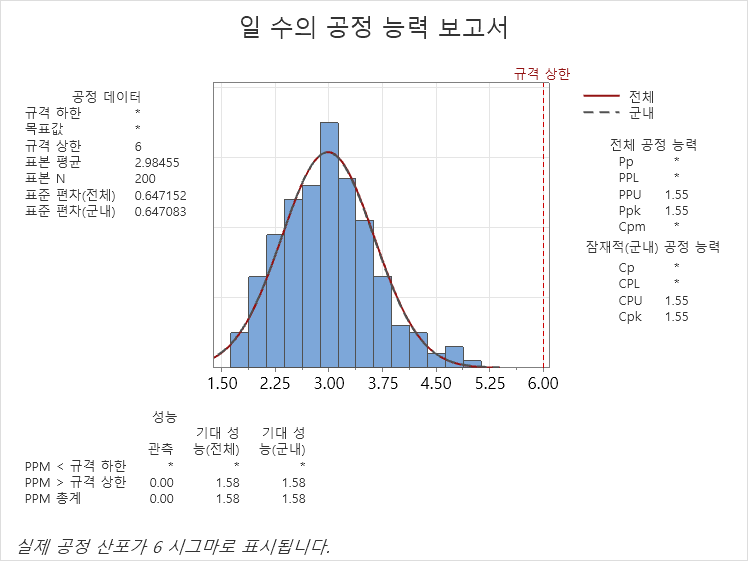 일 수의 공정 능력 보고서
규격 상한
공정 데이터
규격 하한 *
목표값 *
규격 상한 6
표본 평균 2.98455
표본 N 200
표준 편차(전체) 0.647152
표준 편차(군내) 0.647083
전체
군내
전체 공정 능력
Pp *
PPL *
PPU 1.55
Ppk 1.55
Cpm *
잠재적(군내) 공정 능력
Cp *
CPL *
CPU 1.55
Cpk 1.55
1.50 2.25 3.00 3.75 4.50 5.25 6.00
성능
관측 기대 성능(전체) 기대 성능(군내)
PPM < 규격 하한 * * *
PPM > 규격 상한 0.00 1.58 1.58
PPM 총계 0.00 1.58 1.58
실제 공정 산포가 6 시그마로 표시됩니다.